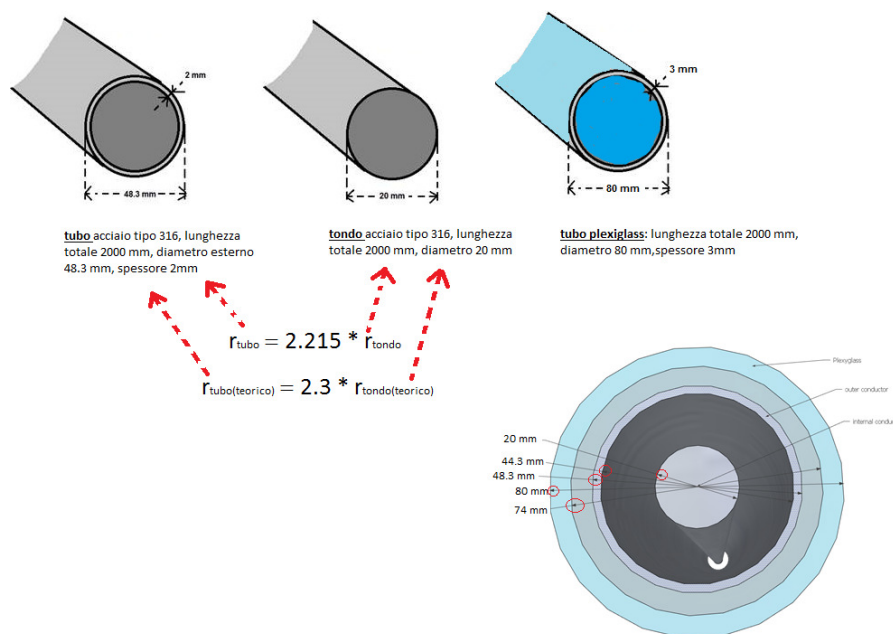 2 mm
48.3 mm
20 mm
3 mm
80 mm
tubo acciaio tipo 316, lunghezza
totale 2000 mm, diametro esterno
48.3 mm, spessore 2mm
tondo acciaio tipo 316, lunghezza
totale 2000 mm, diametro 20 mm
tubo plexiglass: lunghezza totale 2000 mm,
diametro 80 mm,spessore 3mm
rtubo = 2.215 * rtondo
rtubo(teorico) = 2.3 * rtondo(teorico)
Plexyglass
outer conductor
internal conduc
20 mm
44.3 mm
48.3 mm
80 mm
74 mm